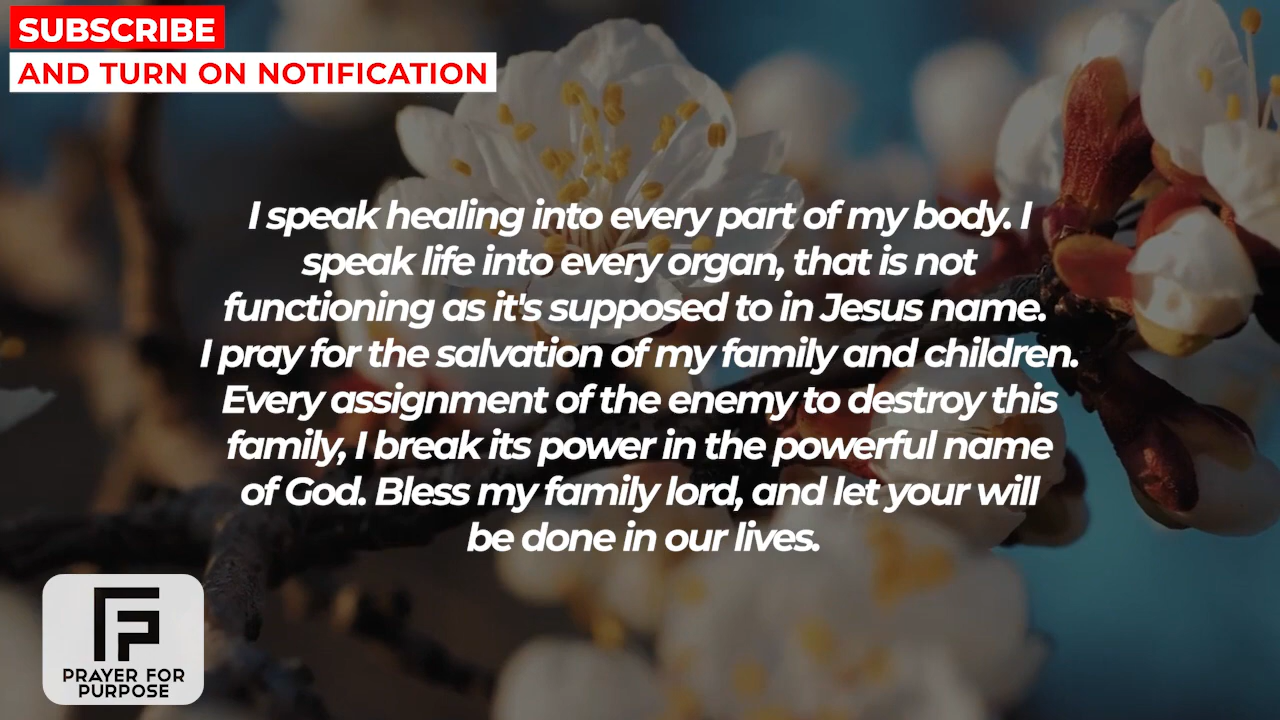 SUBSCRIBE
AND TURN ON NOTIFICATION
I speak healing into every part of my body. I
speak life into every organ, that is not
functioning as it's supposed to in Jesus name.
I pray for the salvation of my family and children.
Every assignment of the enemy to destroy this
family, I break its power in the powerful name
of God. Bless my family lord, and let your will
be done in our lives.
PRAYER FOR
PURPOSE